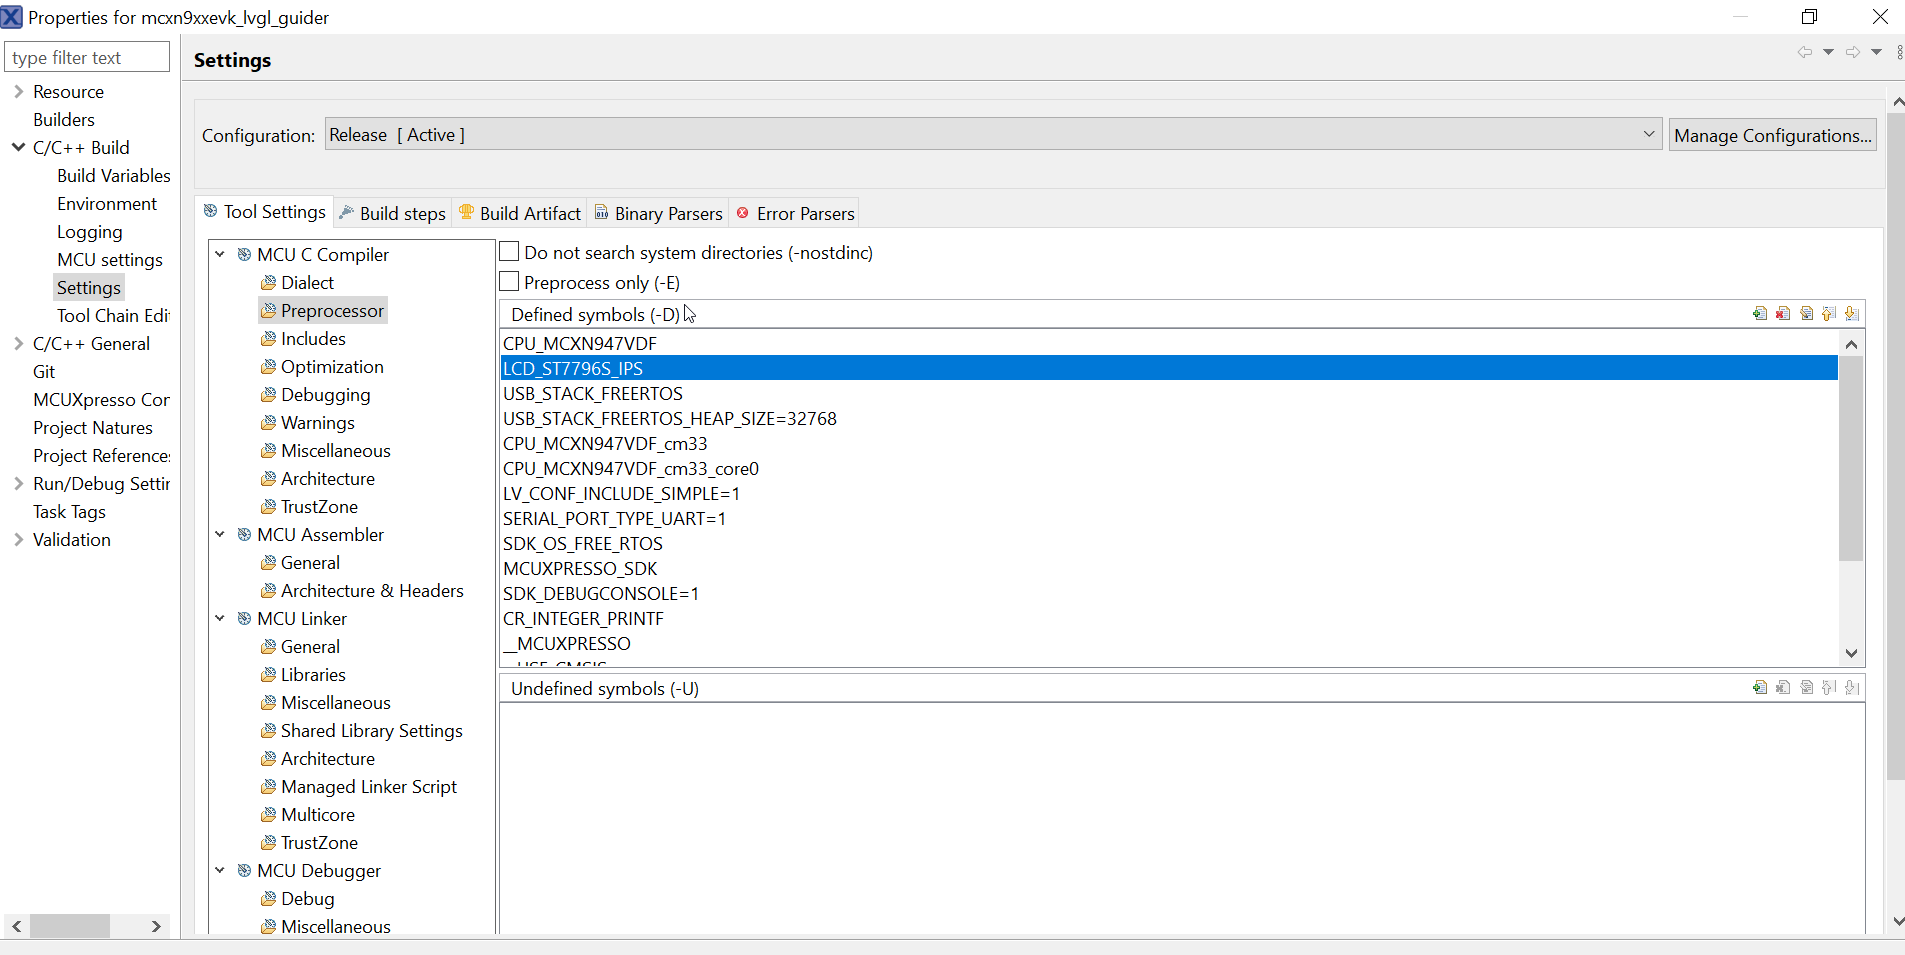 Properties for mcxn9xxevk_lvgl_guider
type filter text
Resource
Builders
C/C++ Build
Build Variables
Environment
Logging
MCU settings
Settings
Tool Chain Edi
C/C++ General
Git
MCUXpresso Con
Project Natures
Project References
Run/Debug Settin
Task Tags
Validation
Settings
Configuration: Release [ Active ] Manage Configurations...
Tool Settings Build steps Build Artifact Binary Parsers Error Parsers
MCU C Compiler
Dialect
Preprocessor
Includes
Optimization
Debugging
Warnings
Miscellaneous
Architecture
TrustZone
MCU Assembler
General
Architecture & Headers
MCU Linker
General
Libraries
Miscellaneous
Shared Library Settings
Architecture
Managed Linker Script
Multicore
TrustZone
MCU Debugger
Debug
Miscellaneous
Do not search system directories (-nostdinc)
Preprocess only (-E)
Defined symbols (-D)
CPU_MCXN947VDF
LCD_ST7796S_IPS
USB_STACK_FREERTOS
USB_STACK_FREERTOS_HEAP_SIZE=32768
CPU_MCXN947VDF_cm33
CPU_MCXN947VDF_cm33_core0
LV_CONF_INCLUDE_SIMPLE=1
SERIAL_PORT_TYPE_UART=1
SDK_OS_FREE_RTOS
MCUXPRESSO_SDK
SDK_DEBUGCONSOLE=1
CR_INTEGER_PRINTF
__MCUXPRESSO
__USE_CMSIS
Undefined symbols (-U)